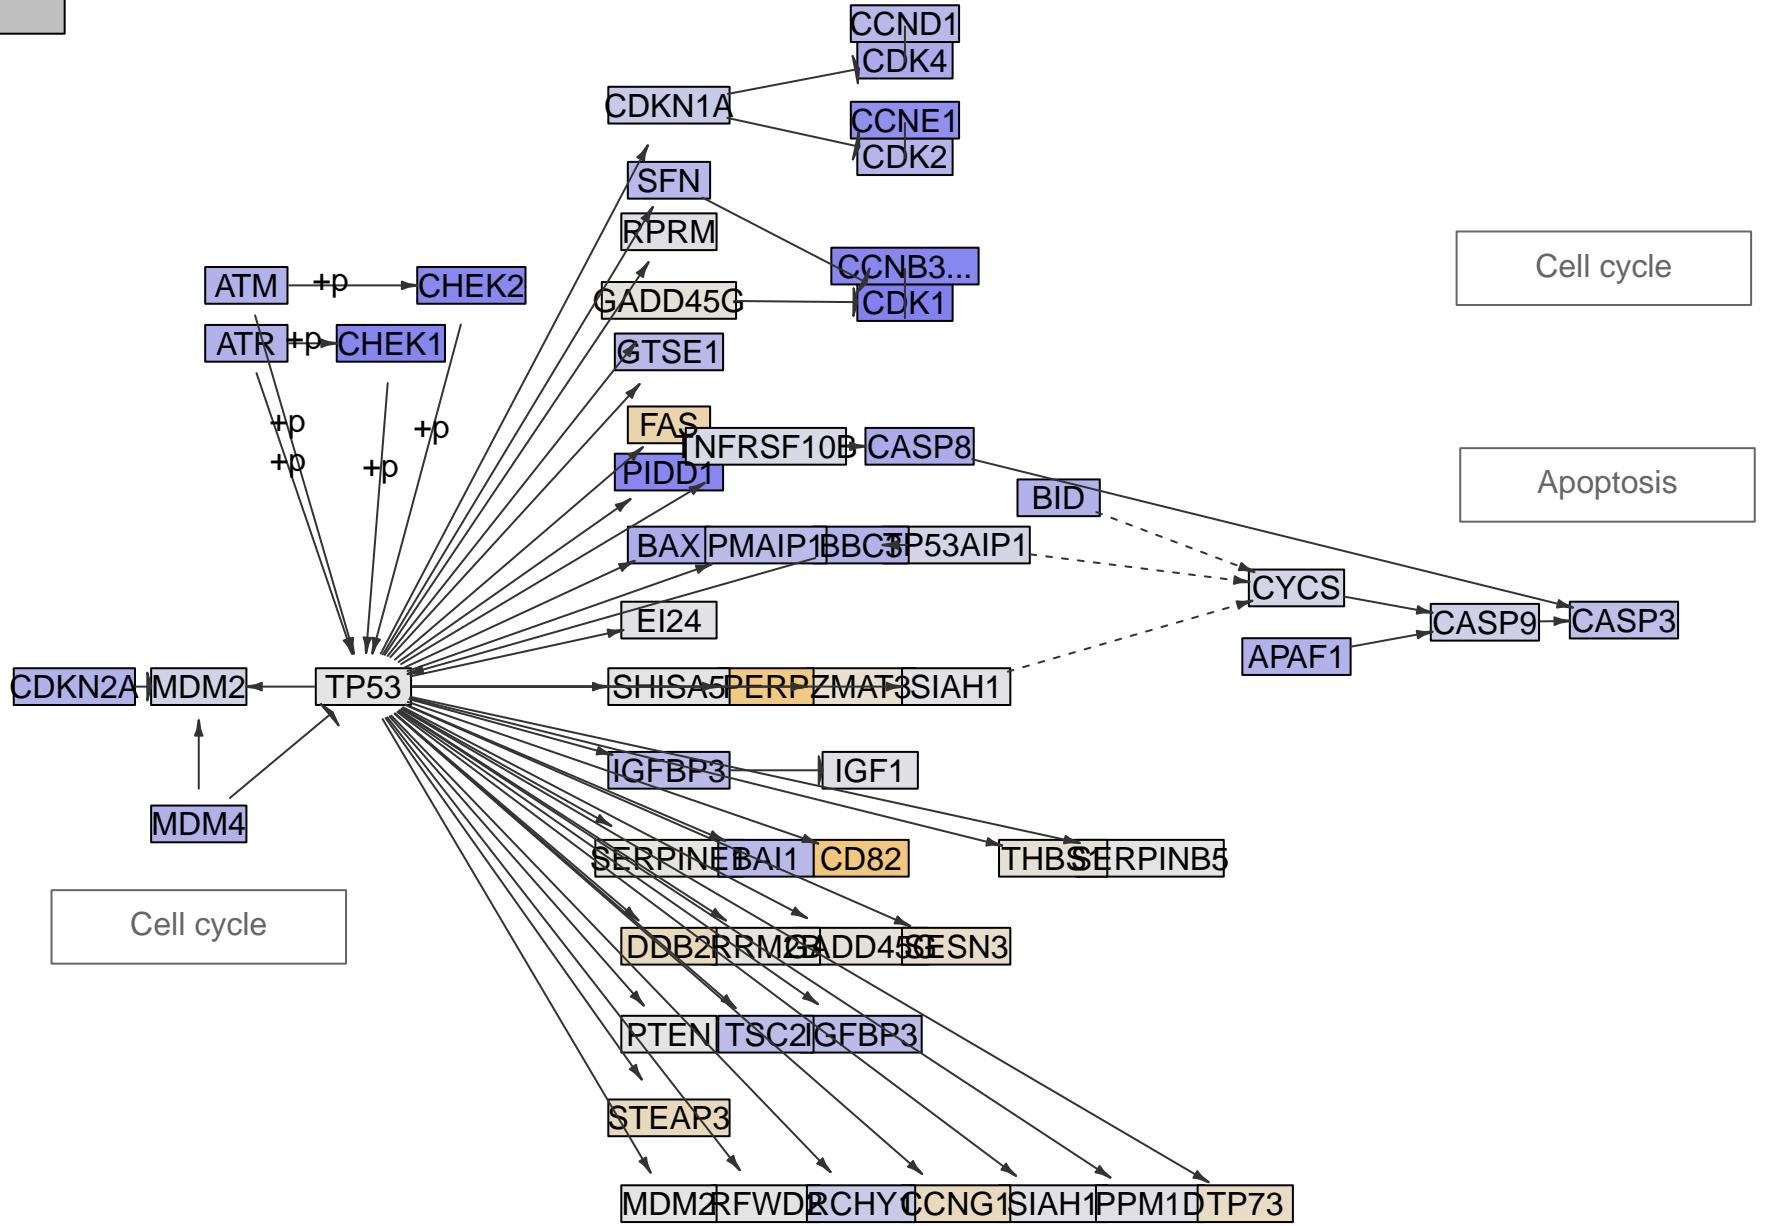 CCND1
CDK4
CDKN1A
CCNE1
CDK2
SFN
RPRM
CCNB3...
Cell cycle
ATM +p CHEK2
GADD45G CDK1
ATR +p CHEK1
GTSE1
FAS
+p +p
TNFRSF10B CASP8
+p +p
PIDD1
Apoptosis
BID
BAX PMAIP1 BBC3 TP53AIP1
CYCS
EI24
CASP9 CASP3
APAF1
CDKN2A MDM2 TP53 SHISA5 PERP ZMAT3 SIAH1
IGFBP3 IGF1
MDM4
SERPINE1 BAI1 CD82 THBS1 SERPINB5
Cell cycle
DDB2 RRM2B GADD45G SESN3
PTEN TSC2 IGFBP3
STEAP3
MDM2 RFWD2 RCHY1 CCNG1 SIAH1 PPM1D TP73